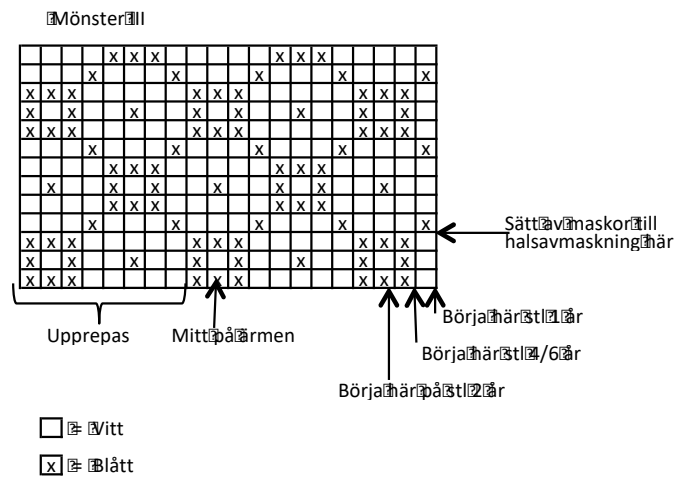 Mönster III
x x x x x x
x x x x x
x x x x x x x x x
x x x x x x x x
x x x x x x x x x
x x x x x
x x x x x x
x x x x x x x x x
x x x x x x
x x x x x
x x x x x x x x x
x x x x x x x x
x x x x x x x x x
Sätt av maskor till
halsavmaskning här
Börja här stl 1 år
Upprepas Mitt på ärmen
Börja här stl 4/6 år
Börja här på stl 2 år
= Vitt
x = Blått